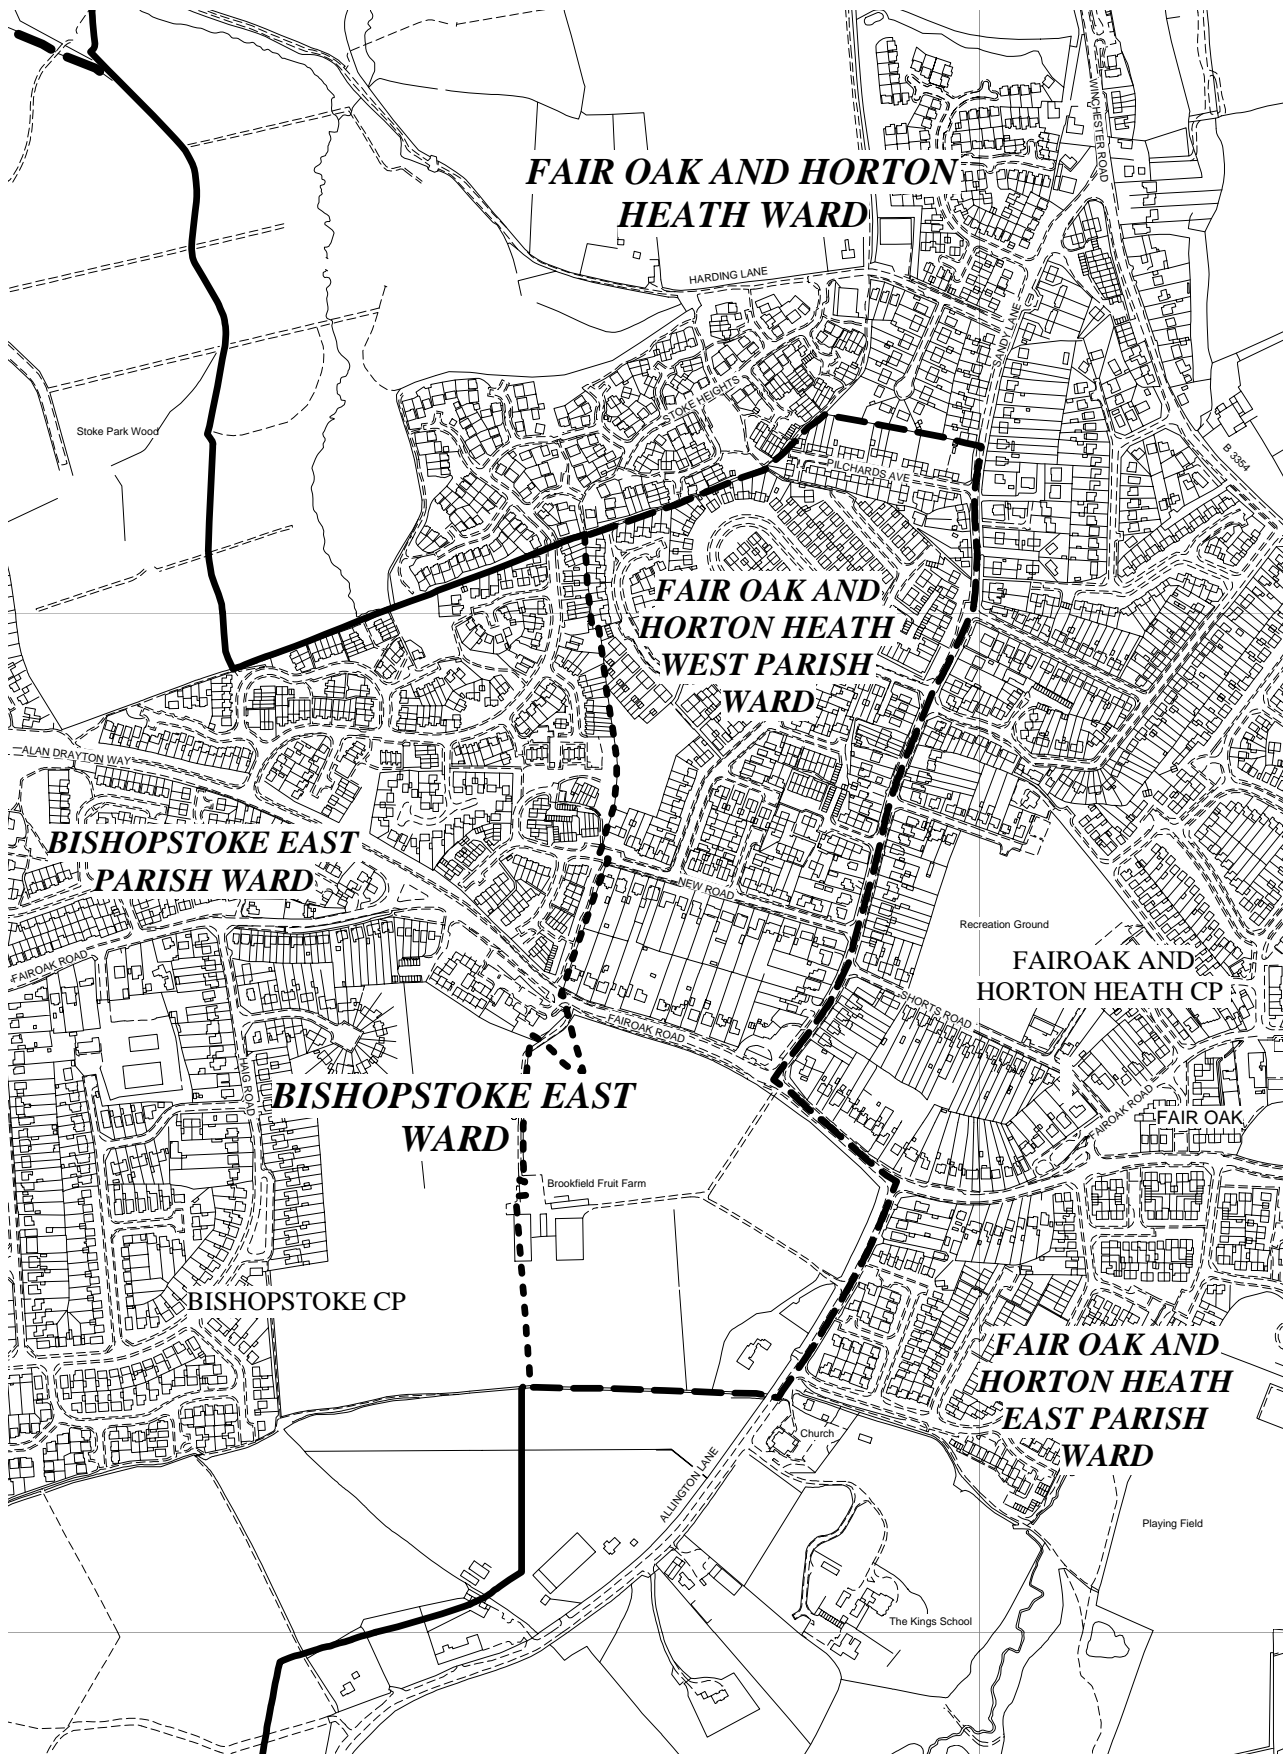 WINCHESTER ROAD
FAIR OAK AND HORTON
HEATH WARD
HARDING LANE
SANDY LANE
STOKE HEIGHTS
Stoke Park Wood
B 3354
PILCHARDS AVE
FAIR OAK AND
HORTON HEATH
WEST PARISH
WARD
ALAN DRAYTON WAY
BISHOPSTOKE EAST
PARISH WARD
NEW ROAD
Recreation Ground
FAIROAK AND
HORTON HEATH CP
FAIROAK ROAD
SHORTS ROAD
FAIROAK ROAD
HAIG ROAD
BISHOPSTOKE EAST
WARD
FAIROAK ROAD
FAIR OAK
Brookfield Fruit Farm
BISHOPSTOKE CP
FAIR OAK AND
HORTON HEATH
EAST PARISH
WARD
Church
ALLINGTON LANE
Playing Field
The Kings School